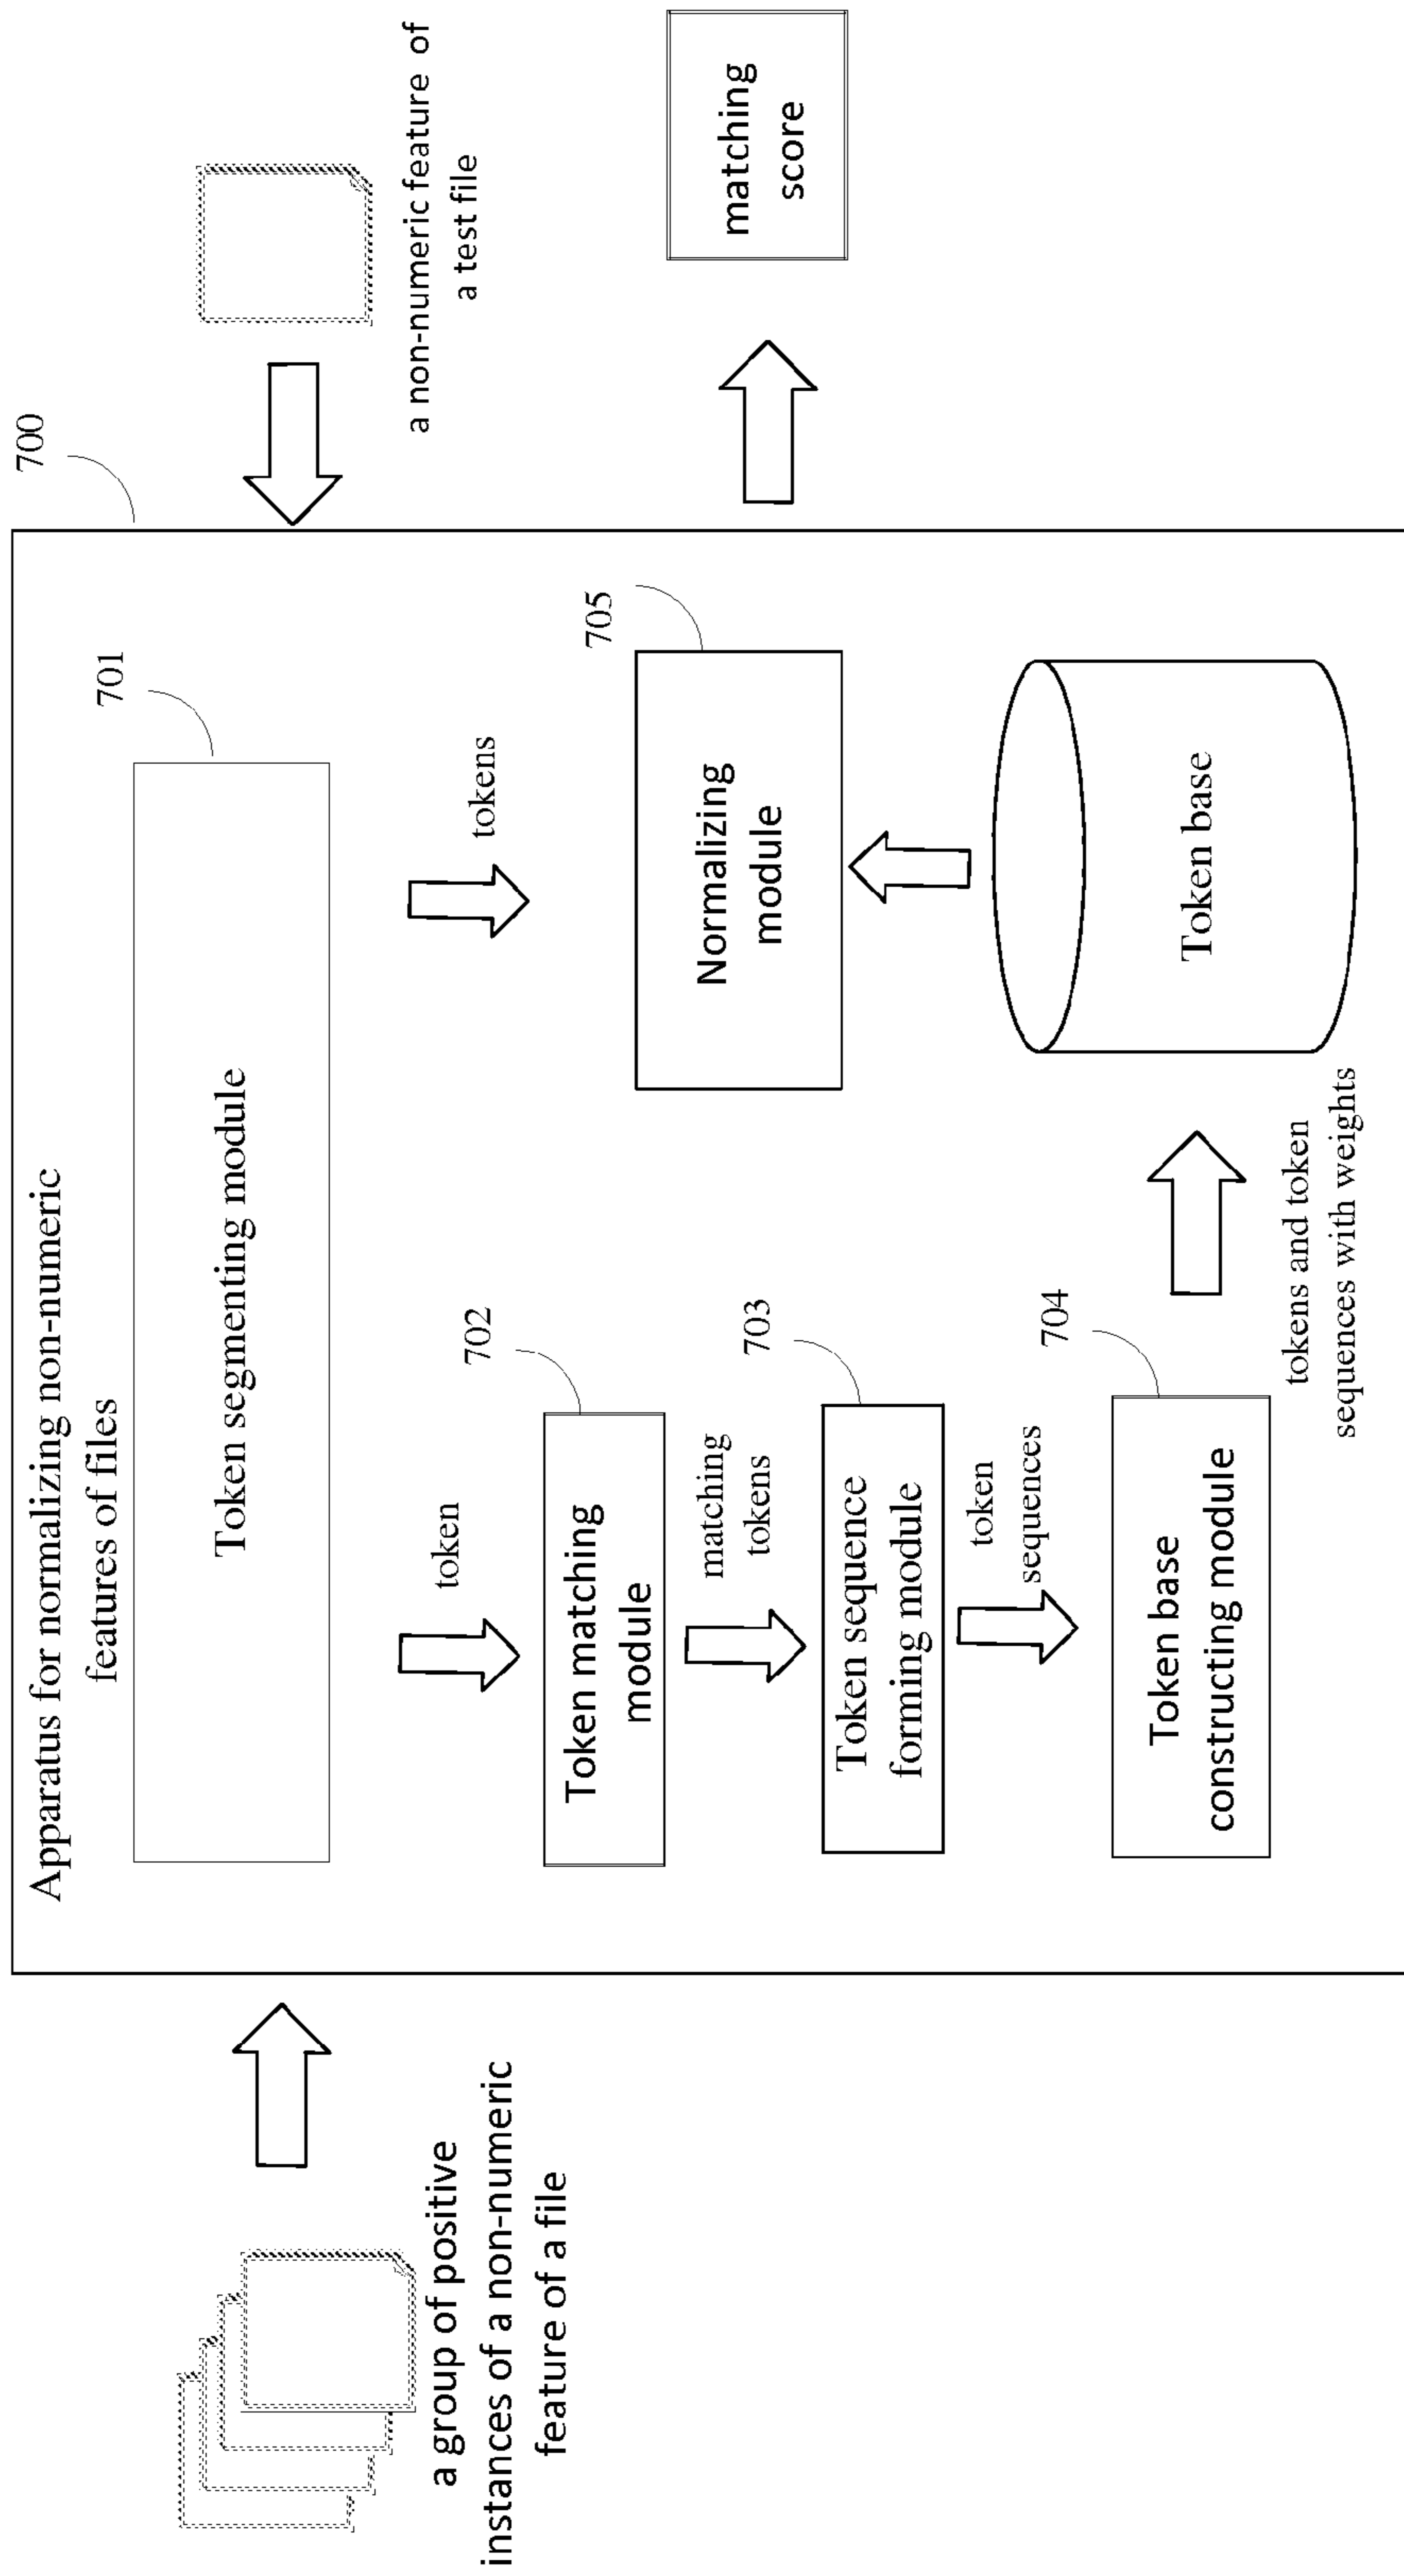 Apparatus for normalizing non-numeric
features of files
700
701
Token segmenting module
a group of positive
instances of a non-numeric
feature of a file
a non-numeric feature of
a test file
token
tokens
702
Token matching
module
matching
tokens
703
Token sequence
forming module
token
sequences
704
Token base
constructing module
tokens and token
sequences with weights
705
Normalizing
module
Token base
matching
score